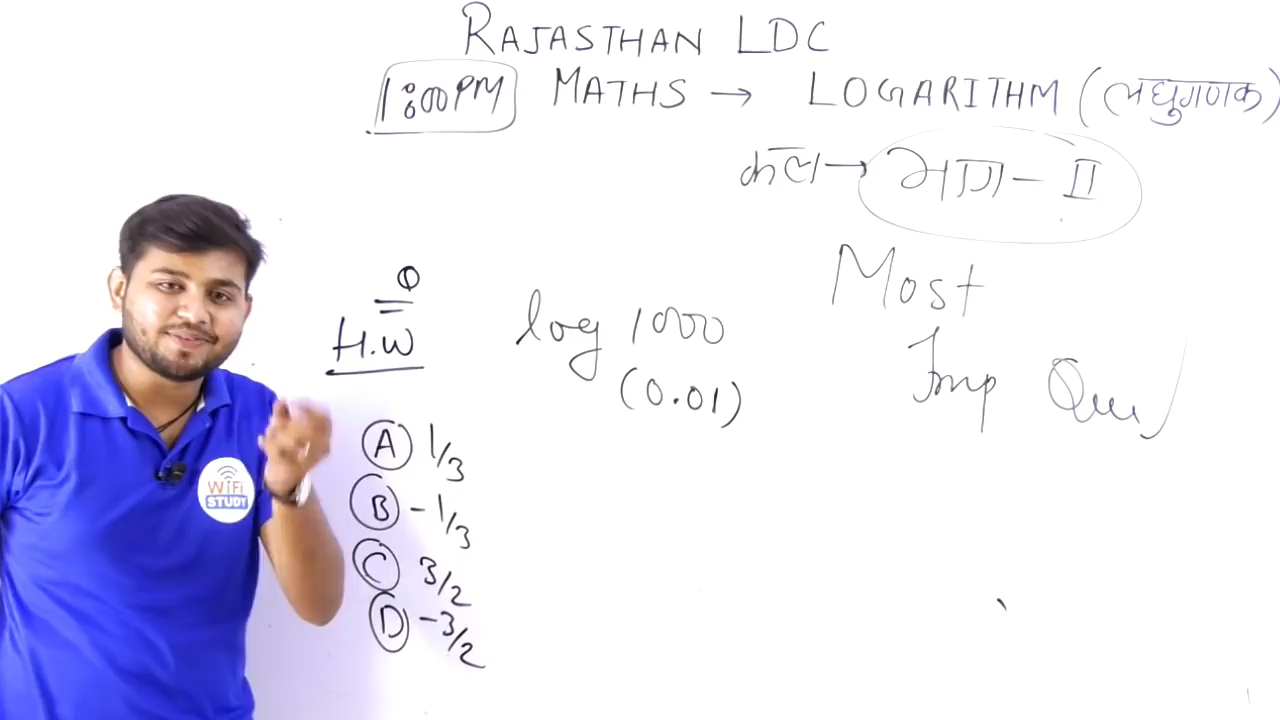 RAJASTHAN LDC
1:00PM MATHS → LOGARITHM (लघुगणक)
कल → भाग - II
Most
Imp Que
Q
H.W
log 1000
(0.01)
(A) 1/3
(B) -1/3
(C) 3/2
(D) -3/2
WiFi
STUDY